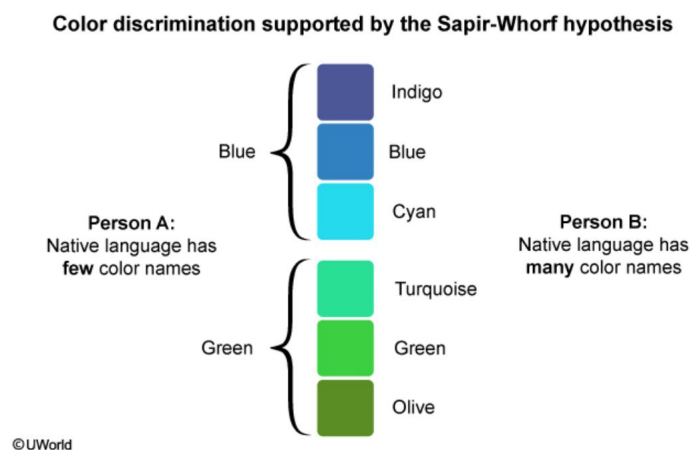 Color discrimination supported by the Sapir-Whorf hypothesis
Person A:
Native language has
few color names
Blue
Green
Indigo
Blue
Cyan
Turquoise
Green
Olive
Person B:
Native language has
many color names
©UWorld